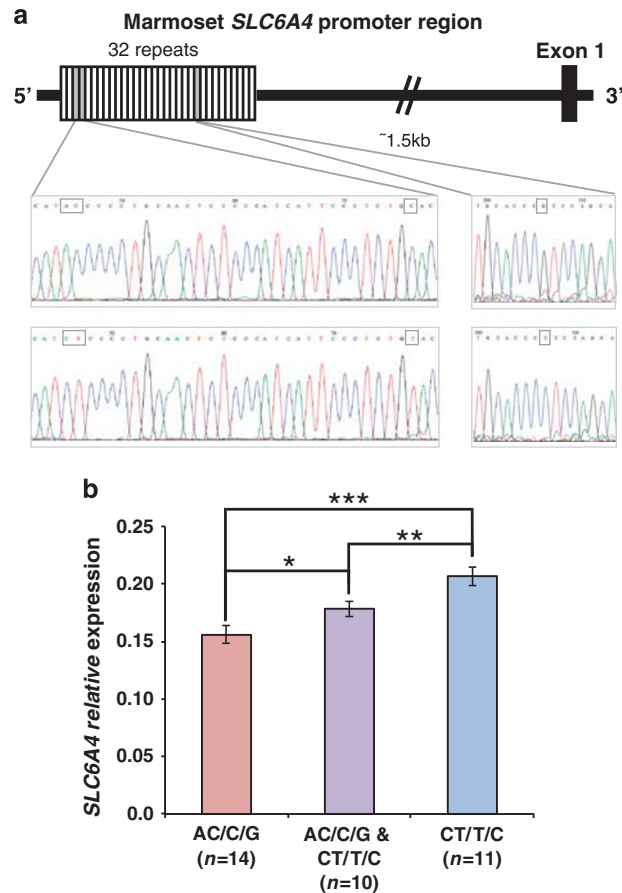 a
Marmoset SLC6A4 promoter region
32 repeats
Exon 1
5’
3’
~1.5kb
b
***
*
**
0.25
0.20
0.15
0.10
0.05
0.0
SLC6A4 relative expression
AC/C/G
(n=14)
AC/C/G &
CT/T/C
(n=10)
CT/T/C
(n=11)